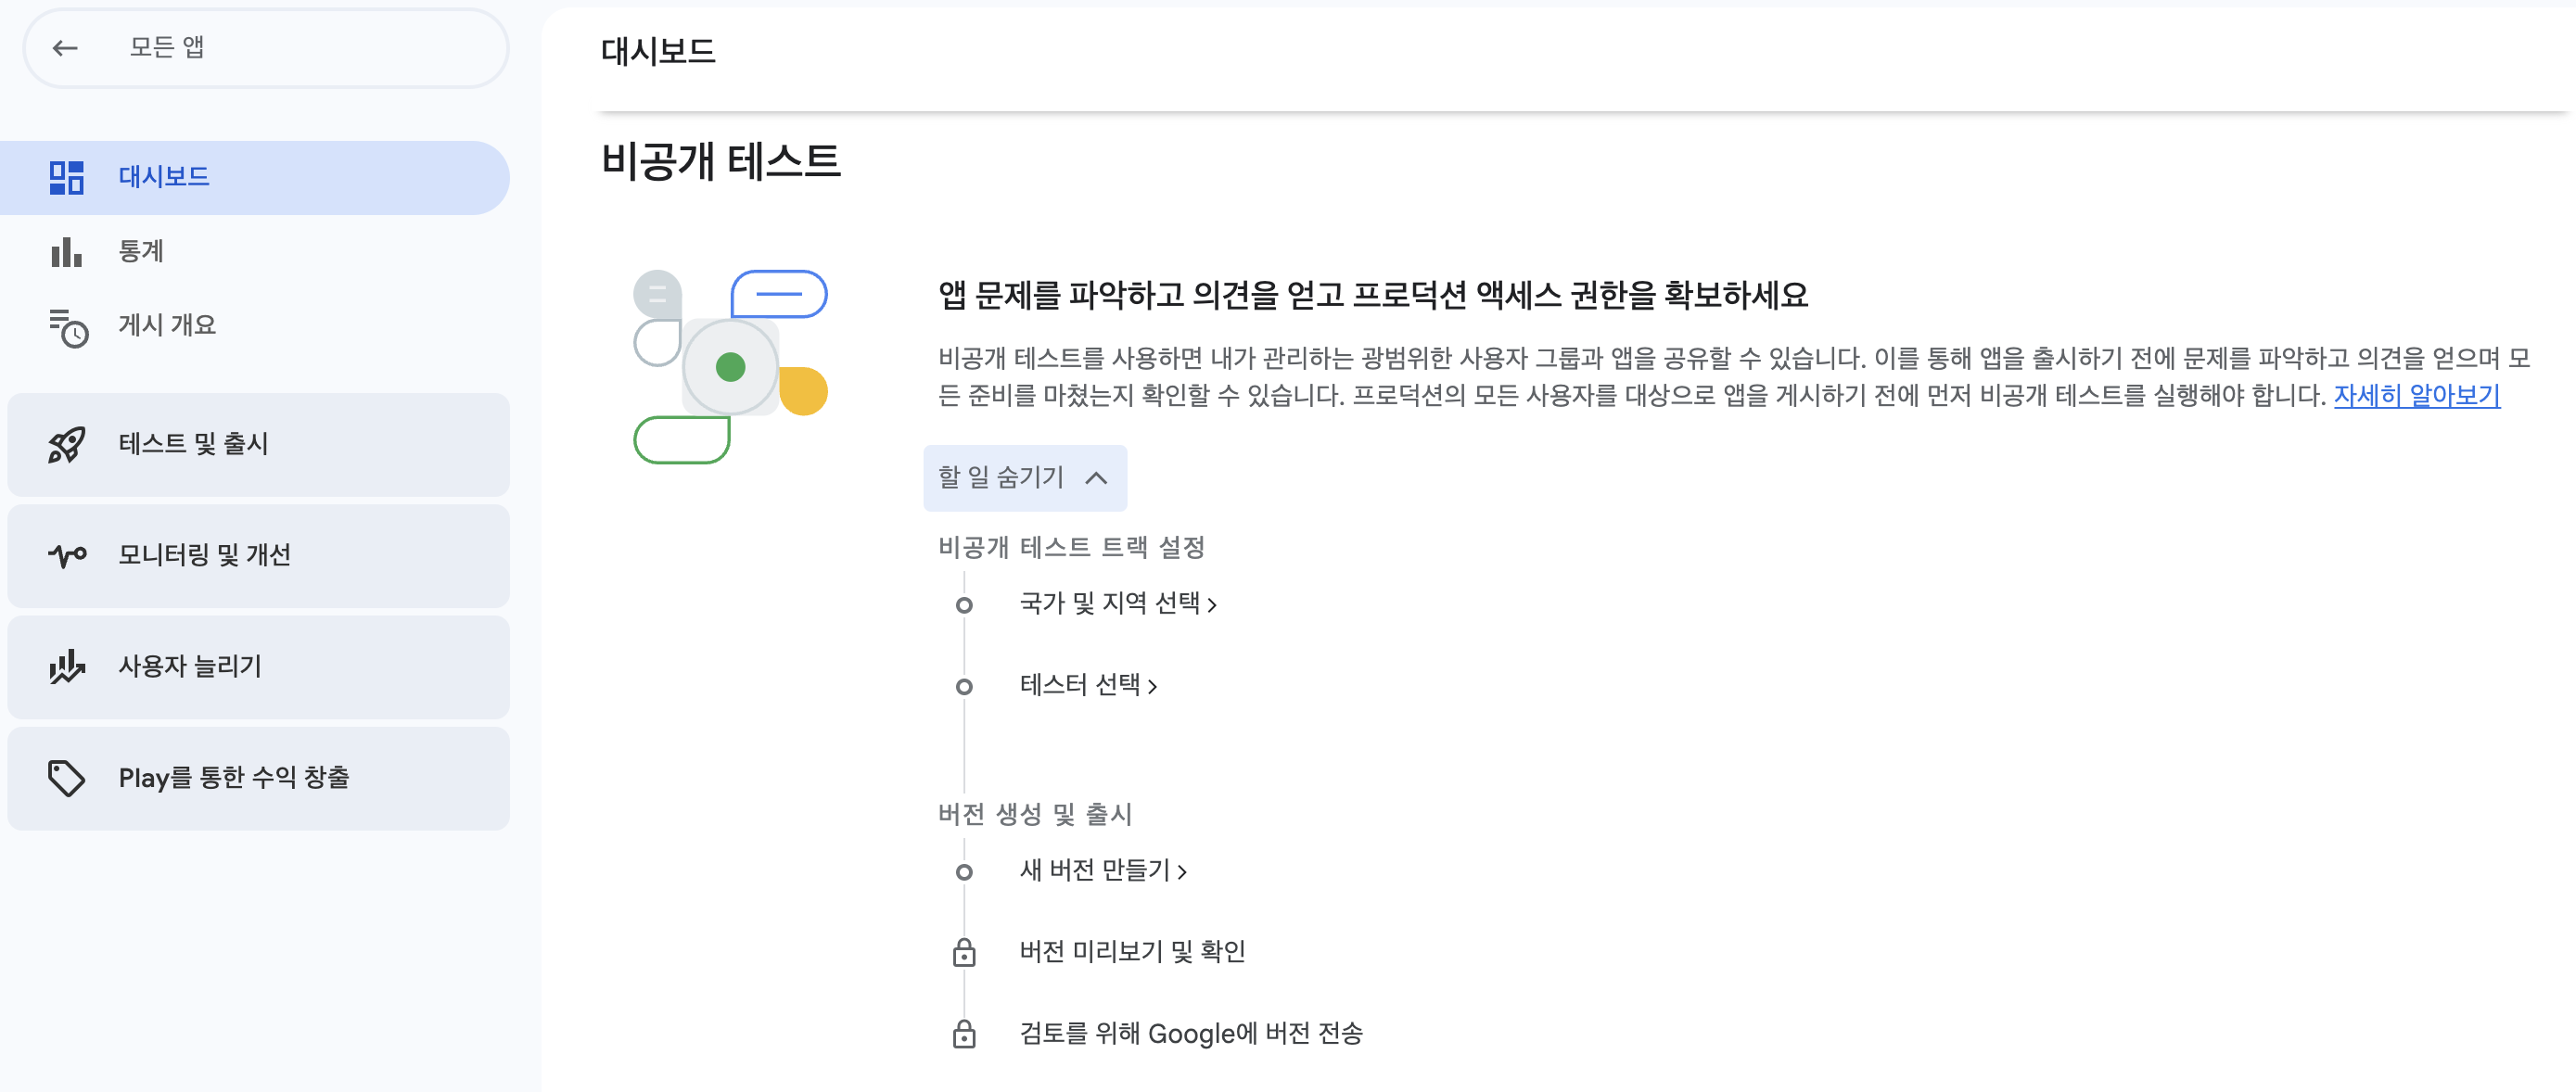 모든 앱
대시보드
통계
게시 개요
테스트 및 출시
모니터링 및 개선
사용자 늘리기
Play를 통한 수익 창출
대시보드
비공개 테스트
앱 문제를 파악하고 의견을 얻고 프로덕션 액세스 권한을 확보하세요
비공개 테스트를 사용하면 내가 관리하는 광범위한 사용자 그룹과 앱을 공유할 수 있습니다. 이를 통해 앱을 출시하기 전에 문제를 파악하고 의견을 얻으며 모
든 준비를 마쳤는지 확인할 수 있습니다. 프로덕션의 모든 사용자를 대상으로 앱을 게시하기 전에 먼저 비공개 테스트를 실행해야 합니다. 자세히 알아보기
할 일 숨기기
비공개 테스트 트랙 설정
국가 및 지역 선택
테스터 선택
버전 생성 및 출시
새 버전 만들기
버전 미리보기 및 확인
검토를 위해 Google에 버전 전송